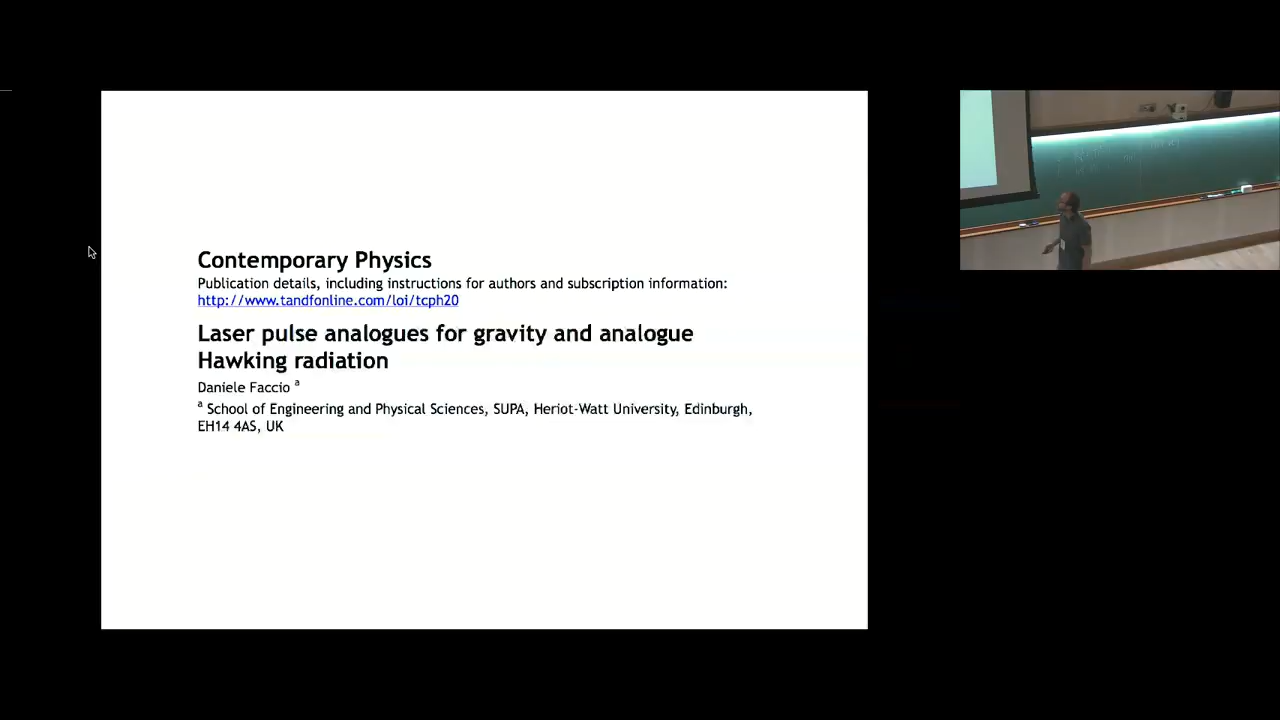 Contemporary Physics
Publication details, including instructions for authors and subscription information:
http://www.tandfonline.com/loi/tcph20
Laser pulse analogues for gravity and analogue
Hawking radiation
Daniele Faccio a
a School of Engineering and Physical Sciences, SUPA, Heriot-Watt University, Edinburgh,
EH14 4AS, UK